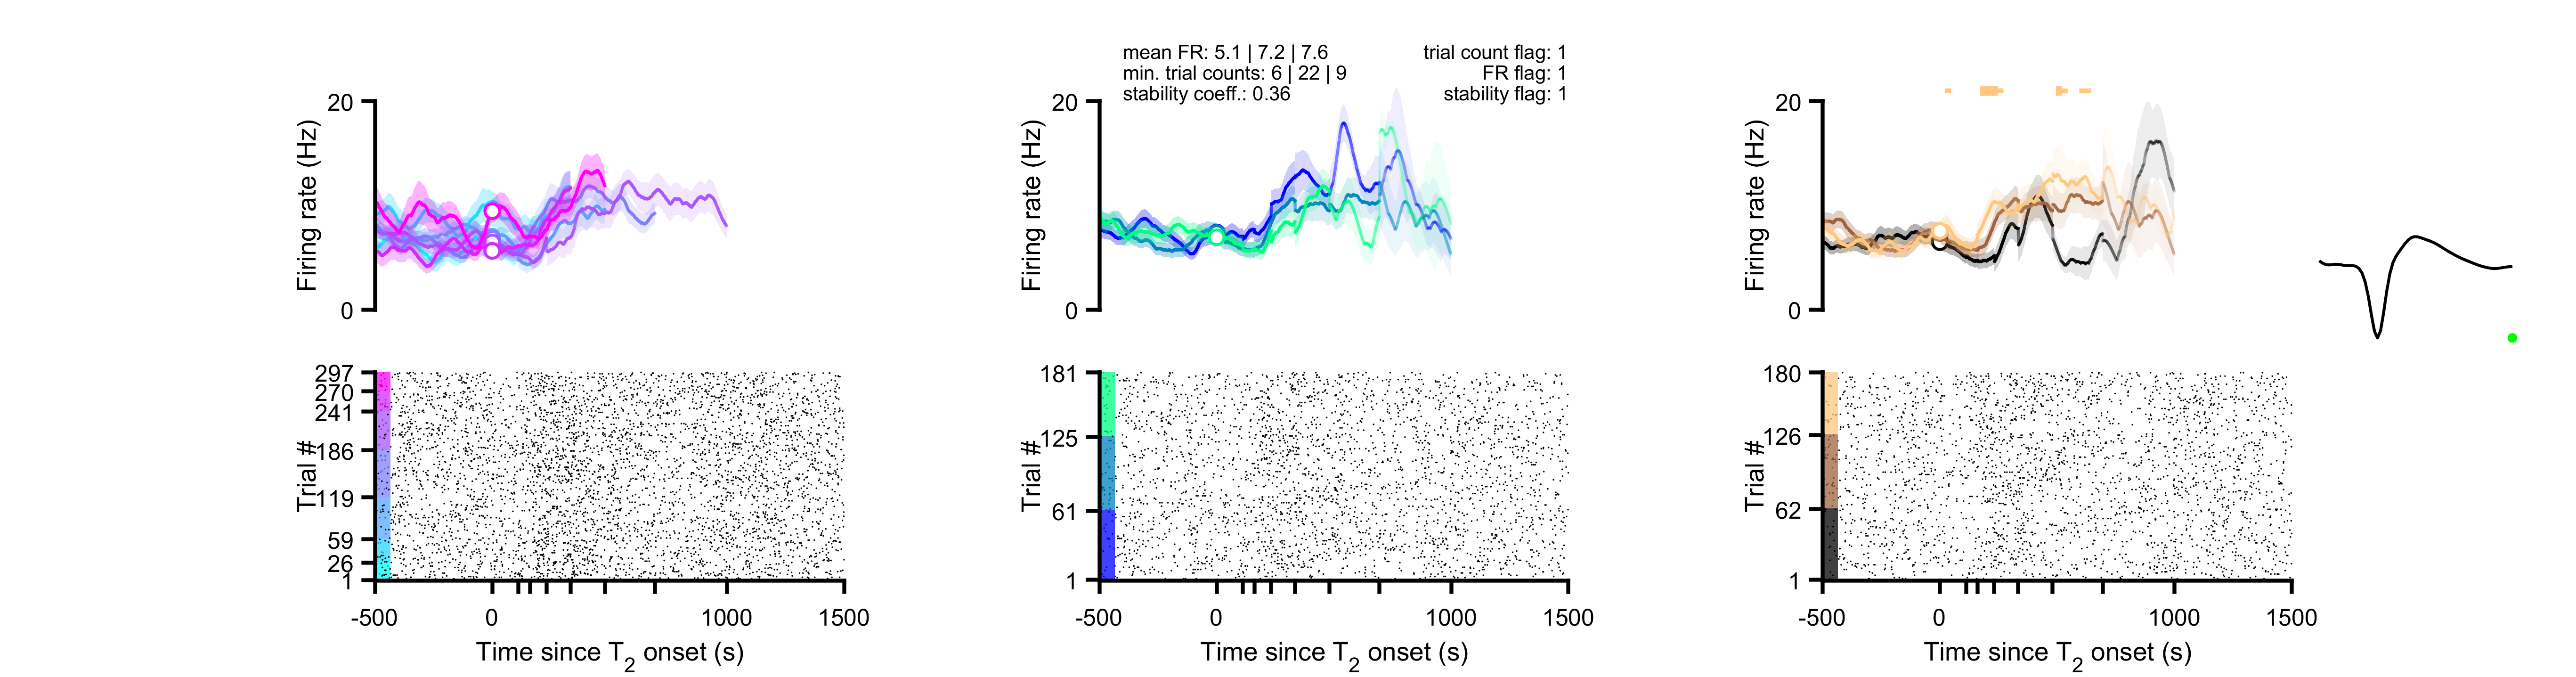 mean FR: 5.1 | 7.2 | 7.6
min. trial counts: 6 | 22 | 9
stability coeff.: 0.36
trial count flag: 1
FR flag: 1
stability flag: 1
20
0
Firing rate (Hz)
20
0
Firing rate (Hz)
20
0
Firing rate (Hz)
297
270
241
186
119
59
26
1
Trial #
-500
0
1000
1500
Time since T2 onset (s)
181
125
61
1
Trial #
-500
0
1000
1500
Time since T2 onset (s)
180
126
62
1
Trial #
-500
0
1000
1500
Time since T2 onset (s)